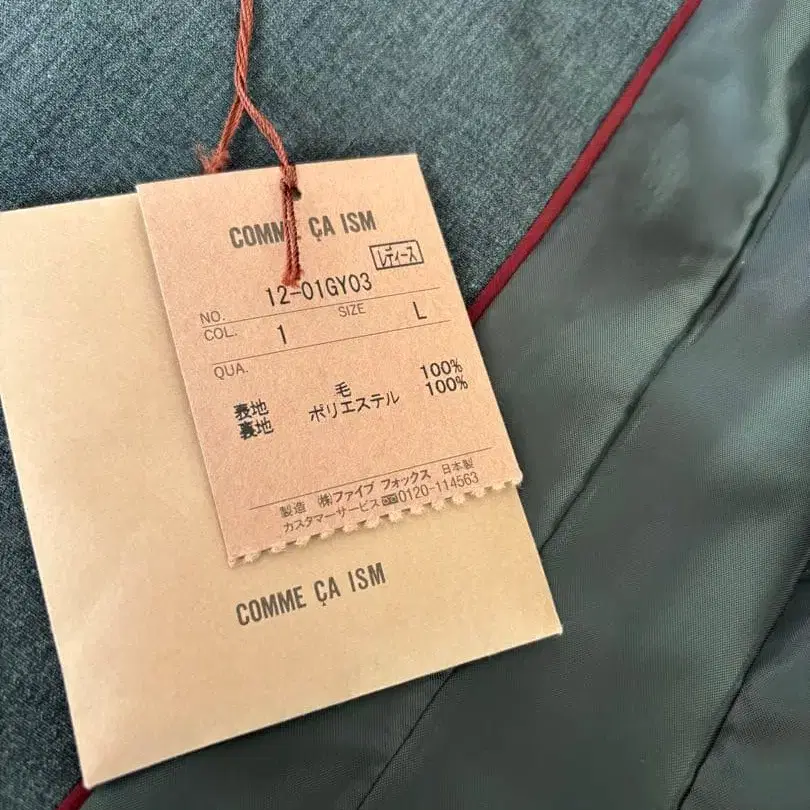 COMME ÇA ISM
レディース
NO. 12-01GY03
COL. 1 SIZE L
QUA.
表地 毛 100%
裏地 ポリエステル 100%
製造 ㈱ファイブ フォックス 日本製
カスタマーサービス 0120-114563
COMME ÇA ISM